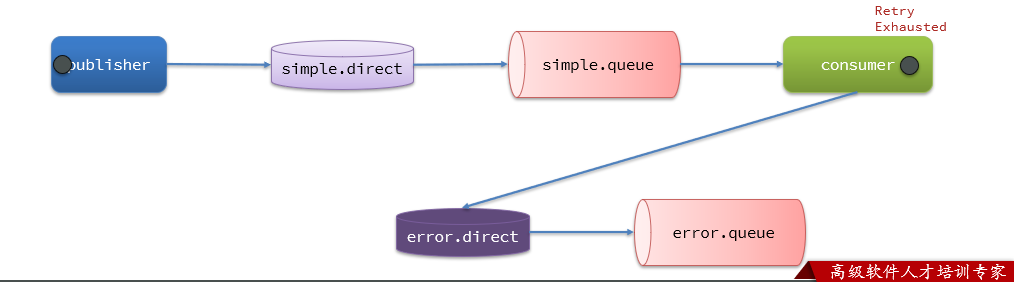 Retry
Exhausted
publisher
simple.direct
simple.queue
consumer
error.direct
error.queue
高级软件人才培训专家